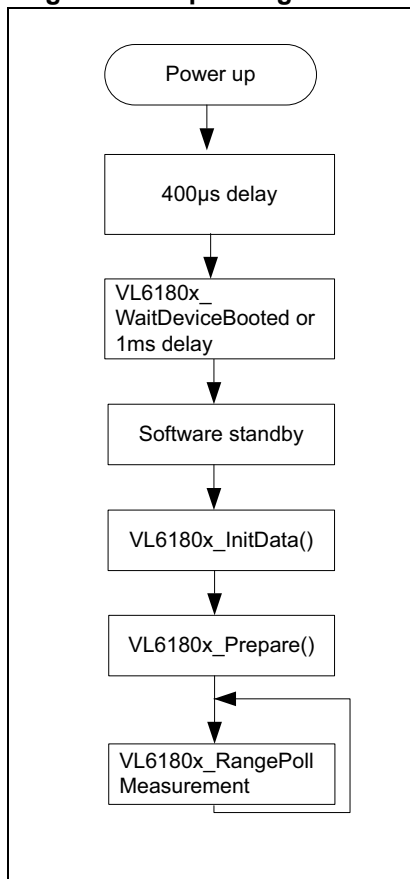 Power up
400µs delay
VL6180x_
WaitDeviceBooted or
1ms delay
Software standby
VL6180x_InitData()
VL6180x_Prepare()
VL6180x_RangePoll
Measurement